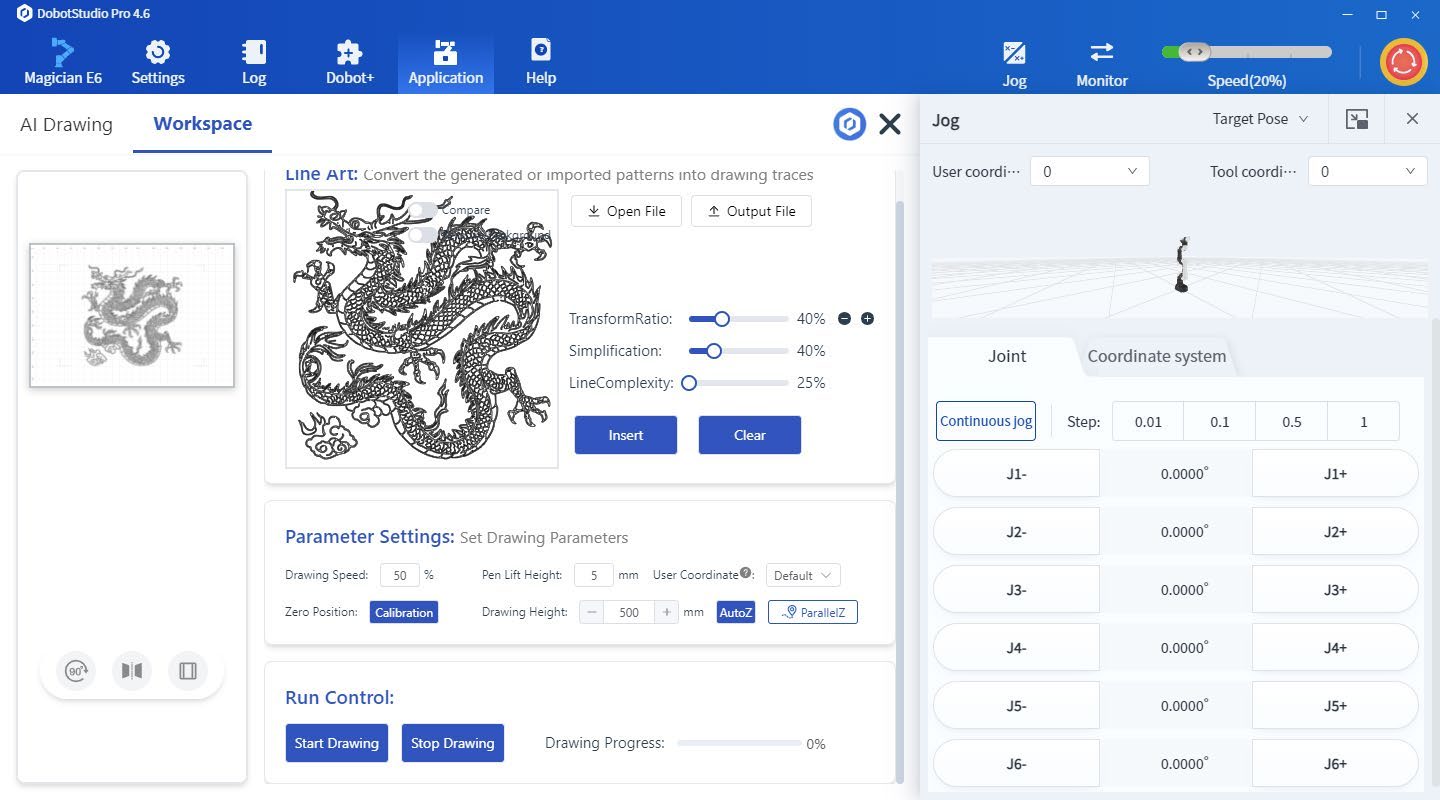 DobotStudio Pro 4.6
Magician E6
Settings
Log
Dobot+
Application
Help
Jog
Monitor
Speed(20%)
AI Drawing
Workspace
Line Art: Convert the generated or imported patterns into drawing traces
Compare
Open File
Output File
TransformRatio: 40%
Simplification: 40%
LineComplexity: 25%
Insert
Clear
Parameter Settings: Set Drawing Parameters
Drawing Speed: 50 %
Pen Lift Height: 5 mm
User Coordinate?: Default
Zero Position: Calibration
Drawing Height: − 500 + mm
AutoZ
ParallelZ
90°
Run Control:
Start Drawing
Stop Drawing
Drawing Progress: 0%
Jog
Target Pose
User coordi··· 0
Tool coordi··· 0
Joint
Coordinate system
Continuous jog
Step: 0.01 0.1 0.5 1
J1- 0.0000° J1+
J2- 0.0000° J2+
J3- 0.0000° J3+
J4- 0.0000° J4+
J5- 0.0000° J5+
J6- 0.0000° J6+